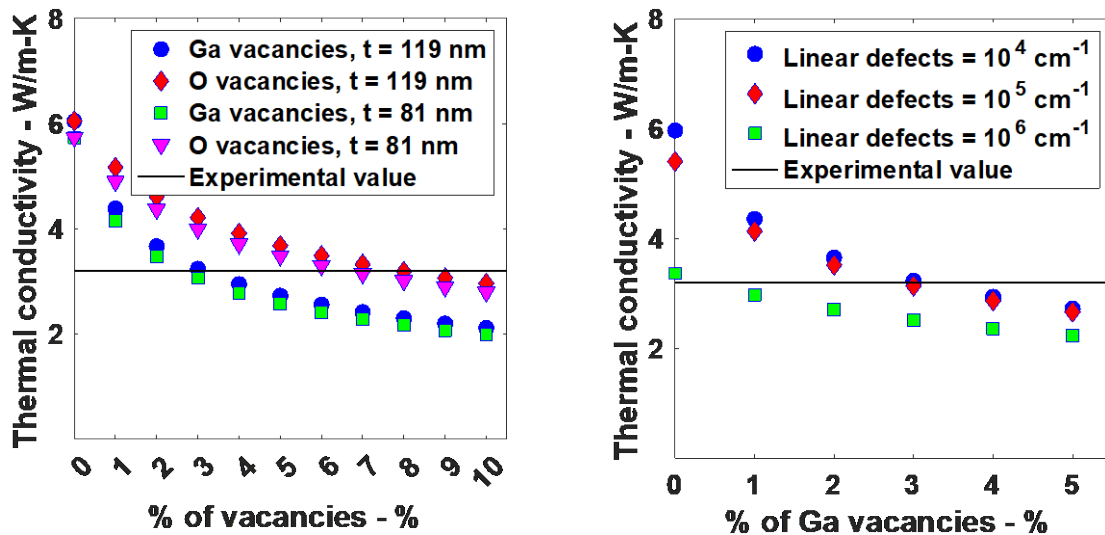 Thermal conductivity - W/m-K
8
6
4
2
Ga vacancies, t = 119 nm
O vacancies, t = 119 nm
Ga vacancies, t = 81 nm
O vacancies, t = 81 nm
Experimental value
0 1 2 3 4 5 6 7 8 9 10
% of vacancies - %
Thermal conductivity - W/m-K
8
6
4
2
Linear defects = 10⁴ cm⁻¹
Linear defects = 10⁵ cm⁻¹
Linear defects = 10⁶ cm⁻¹
Experimental value
0 1 2 3 4 5
% of Ga vacancies - %